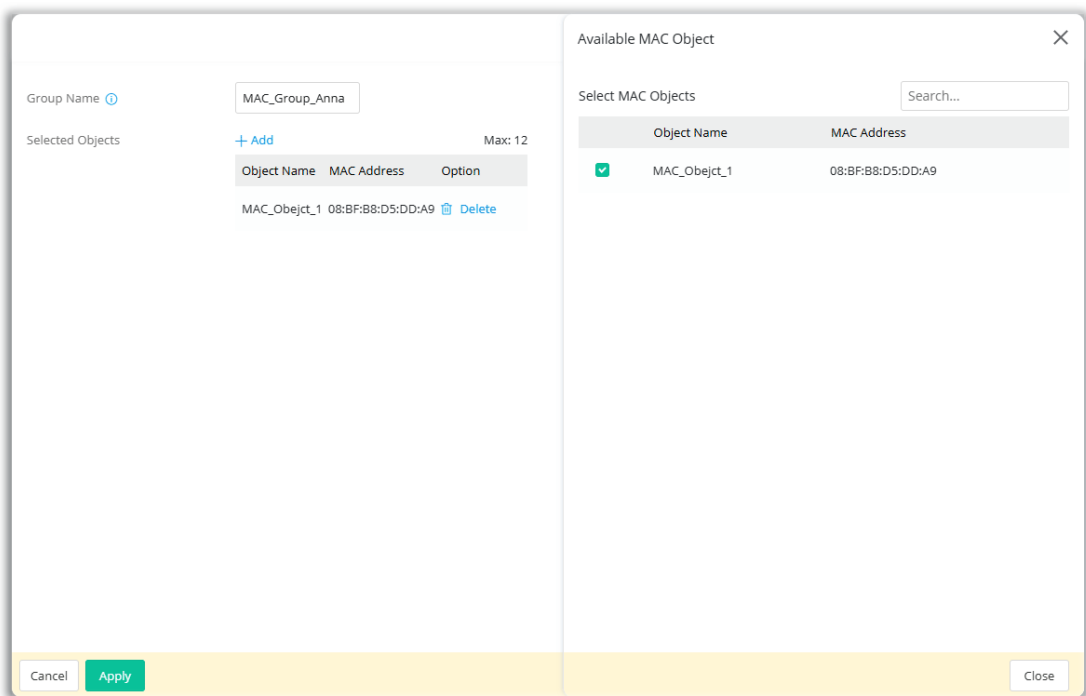 Group Name
MAC_Group_Anna
Selected Objects
+ Add
Max: 12
Object Name MAC Address Option
MAC_Obejct_1 08:BF:B8:D5:DD:A9 Delete
Cancel
Apply
Available MAC Object
Select MAC Objects
Search...
Object Name MAC Address
MAC_Obejct_1 08:BF:B8:D5:DD:A9
Close